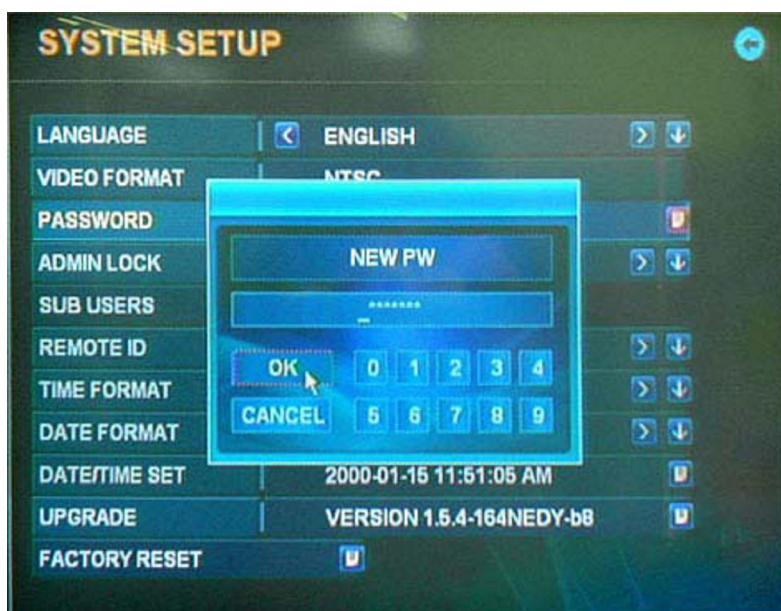 SYSTEM SETUP
LANGUAGE ENGLISH
VIDEO FORMAT NTSC
PASSWORD
NEW PW
ADMIN LOCK
SUB USERS *******
REMOTE ID
OK 0 1 2 3 4
TIME FORMAT
CANCEL 5 6 7 8 9
DATE FORMAT
DATE/TIME SET 2000-01-15 11:51:05 AM
UPGRADE VERSION 1.5.4-164NEDY-b8
FACTORY RESET